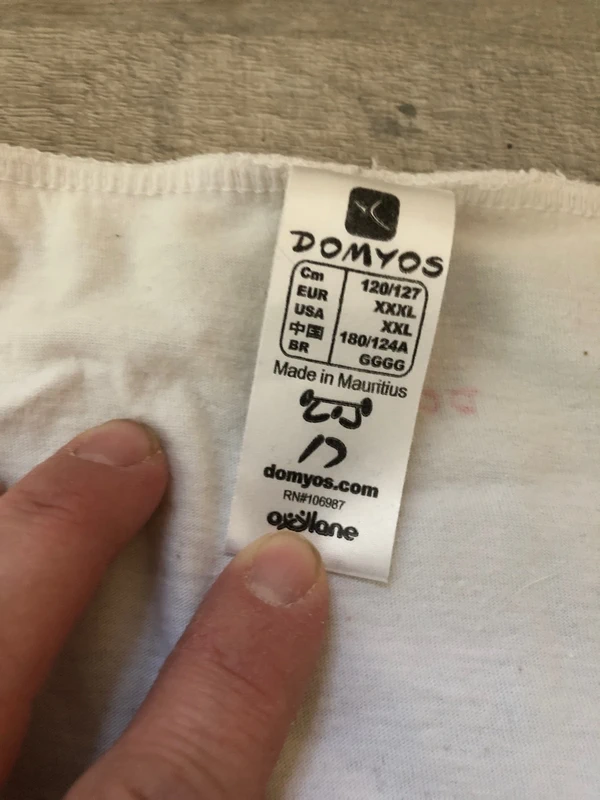 DOMYOS
Cm 120/127
EUR XXXL
USA XXL
中国 180/124A
BR GGGG
Made in Mauritius
domyos.com
RN#106987
oxylane